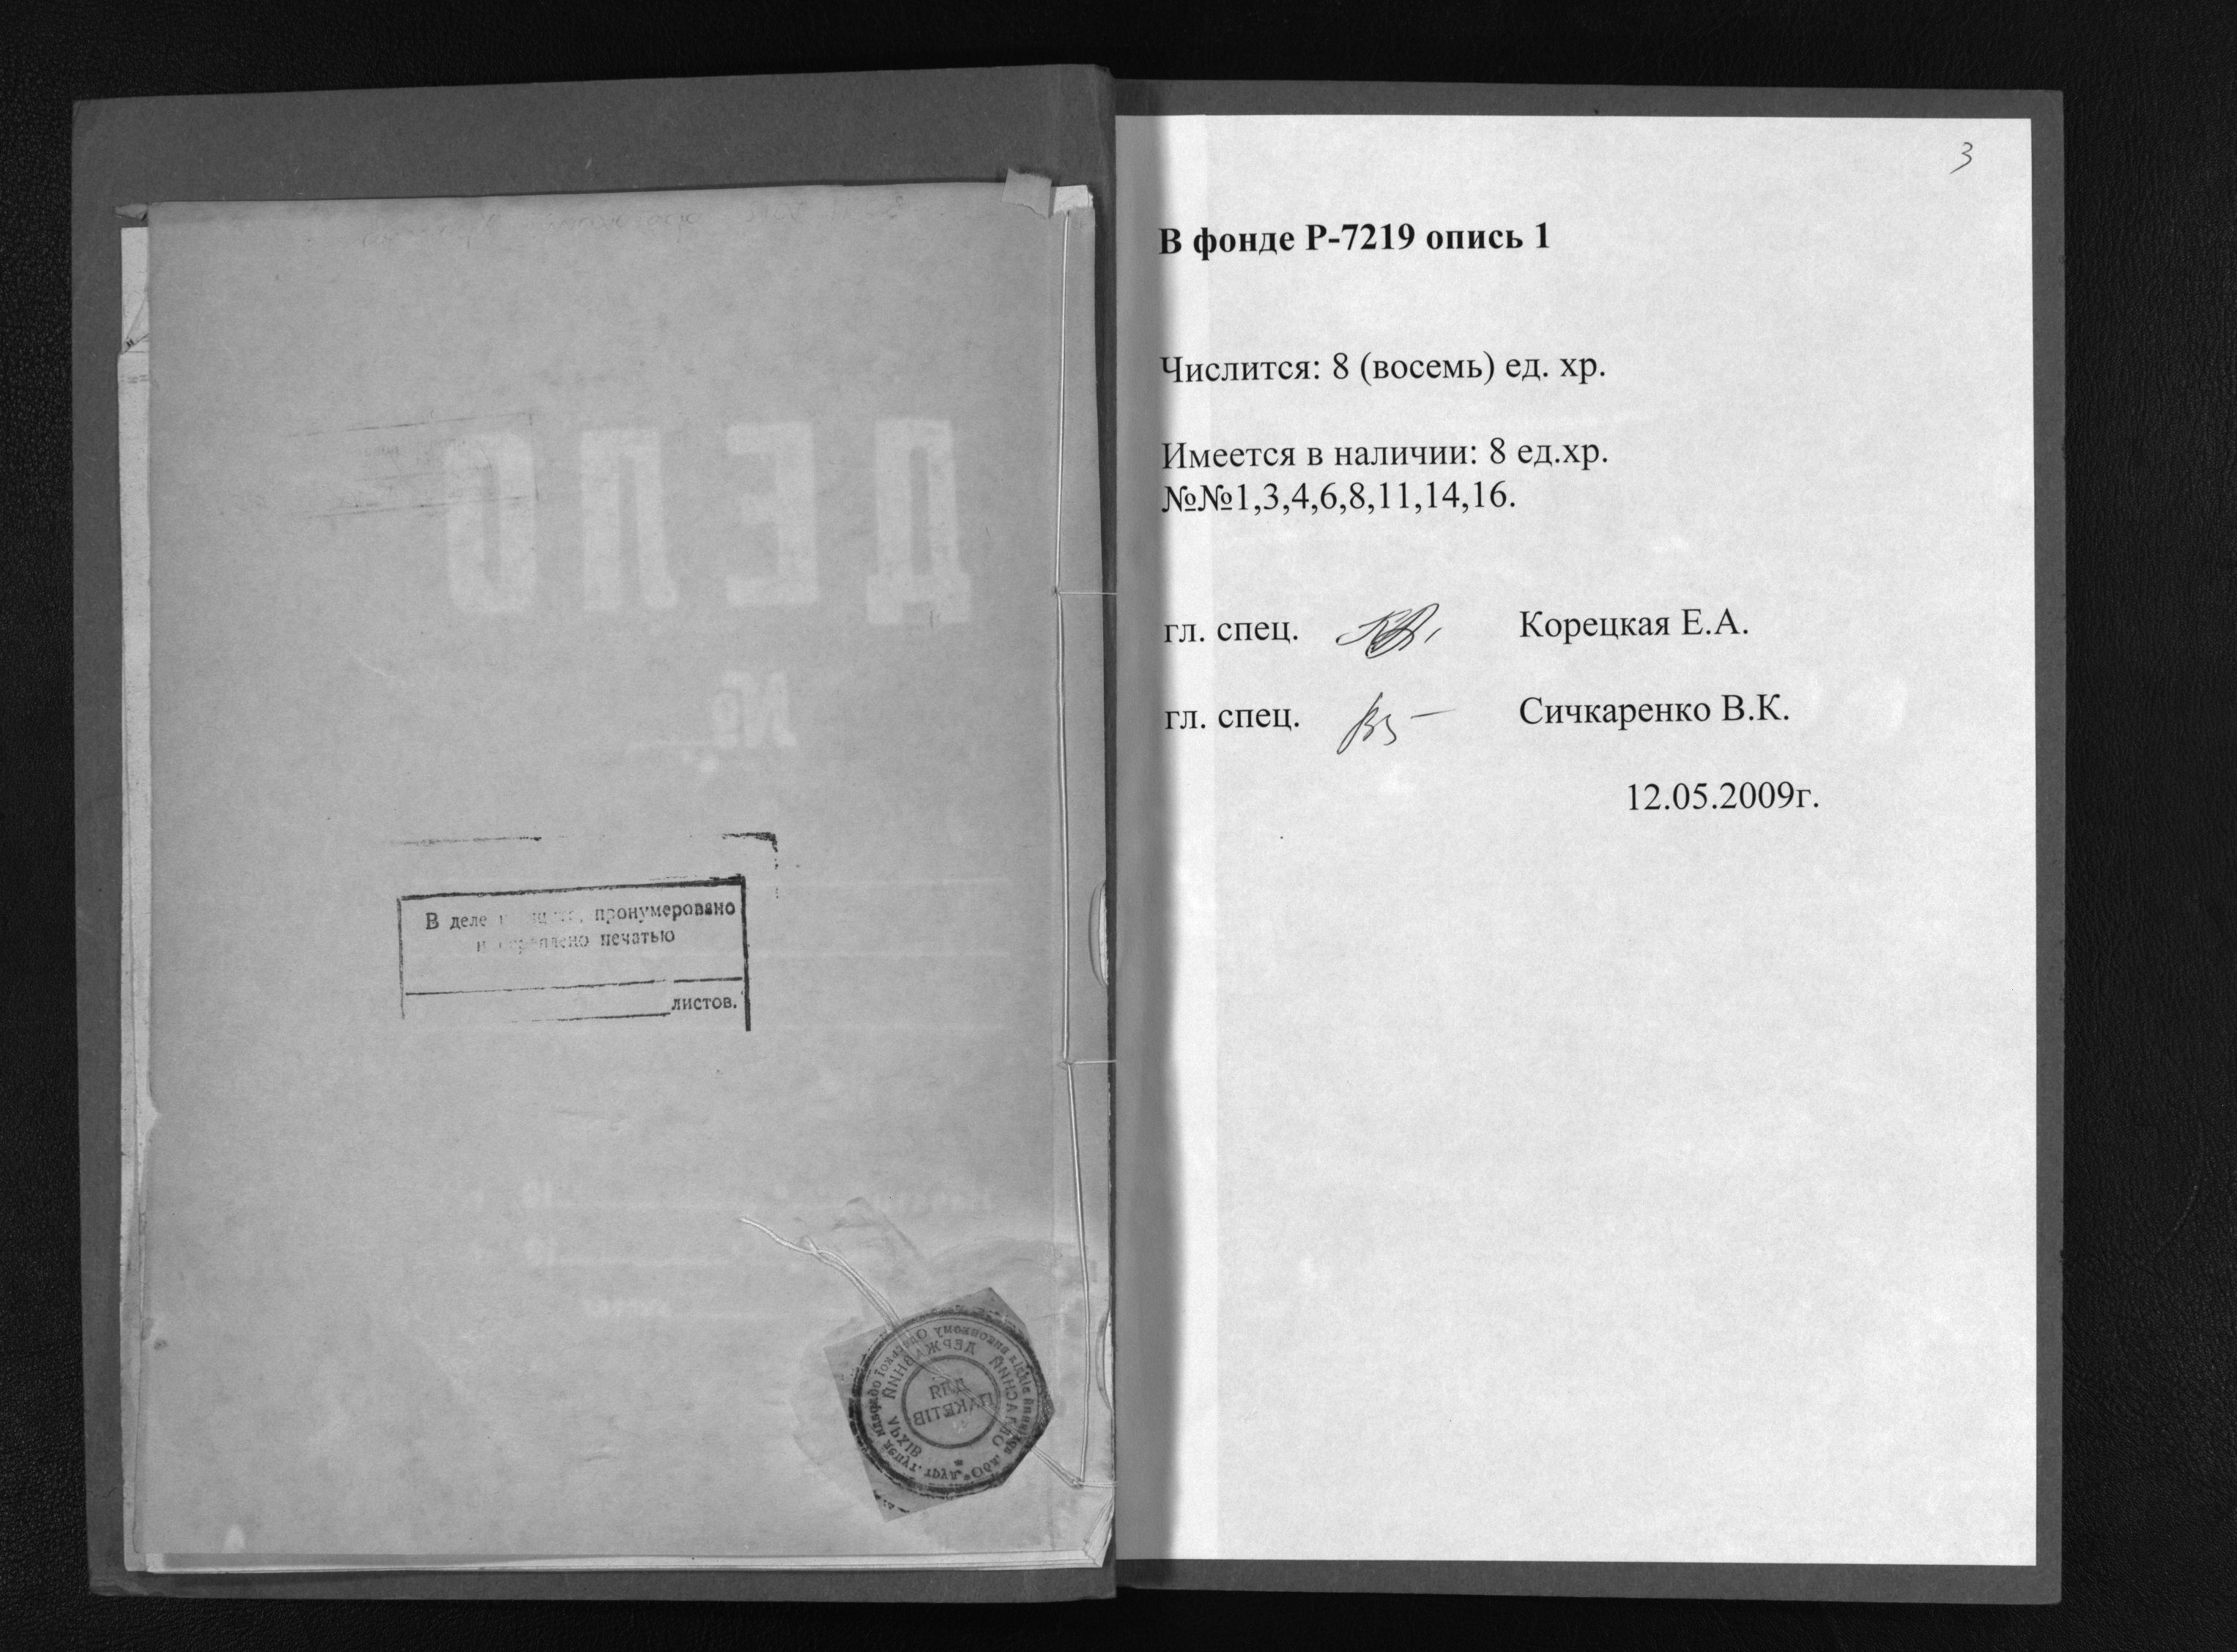 ДЕЛО
№
В деле пронумеровано
печатью
листов.
ДЕРЖАВНИЙ
АРХІВ
ДЛЯ
ПАКЕТІВ
3
В фонде Р-7219 опись 1
Числится: 8 (восемь) ед. хр.
Имеется в наличии: 8 ед.хр.
№№1,3,4,6,8,11,14,16.
гл. спец. Корецкая Е.А.
гл. спец. Сичкаренко В.К.
12.05.2009г.